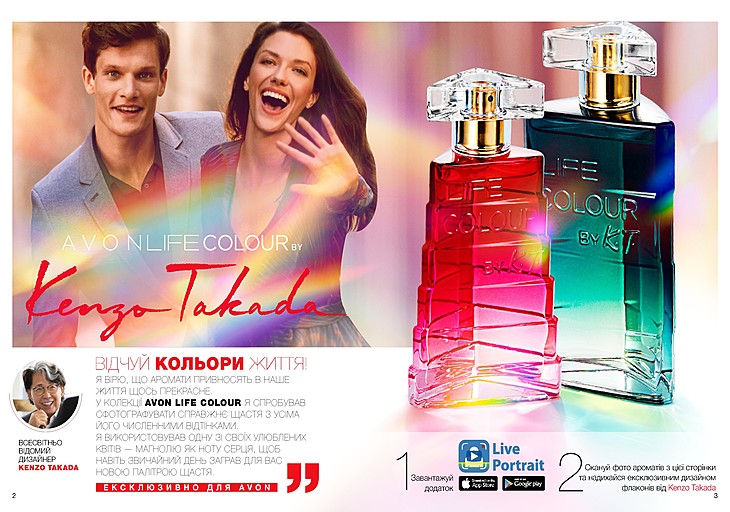 AVON LIFE COLOUR BY
Kenzo Takada
LIFE
COLOUR
BY K.T.
LIFE
COLOUR
BY K.T.
ВІДЧУЙ КОЛЬОРИ ЖИТТЯ!
Я ВІРЮ, ЩО АРОМАТИ ПРИВНОСЯТЬ В НАШЕ
ЖИТТЯ ЩОСЬ ПРЕКРАСНЕ.
У КОЛЕКЦІЇ AVON LIFE COLOUR Я СПРОБУВАВ
СФОТОГРАФУВАТИ СПРАВЖНЄ ЩАСТЯ З УСІМА
ЙОГО ЧИСЛЕННИМИ ВІДТІНКАМИ.
Я ВИКОРИСТОВУВАВ ОДНУ ЗІ СВОЇХ УЛЮБЛЕНИХ
КВІТІВ – МАГНОЛІЮ ЯК НОТУ СЕРЦЯ, ЩОБ
НАВІТЬ ЗВИЧАЙНИЙ ДЕНЬ ЗАГРАВ ДЛЯ ВАС
НОВОЮ ПАЛІТРОЮ ЩАСТЯ.
ЕКСКЛЮЗИВНО ДЛЯ AVON
ВСЕСВІТНЬО
ВІДОМИЙ
ДИЗАЙНЕР
KENZO TAKADA
1 Завантажуй
додаток
Live
Portrait
App Store
Google play
2 Скануй фото ароматів з цієї сторінки
та надихайся ексклюзивним дизайном
флаконів від Kenzo Takada
2
3